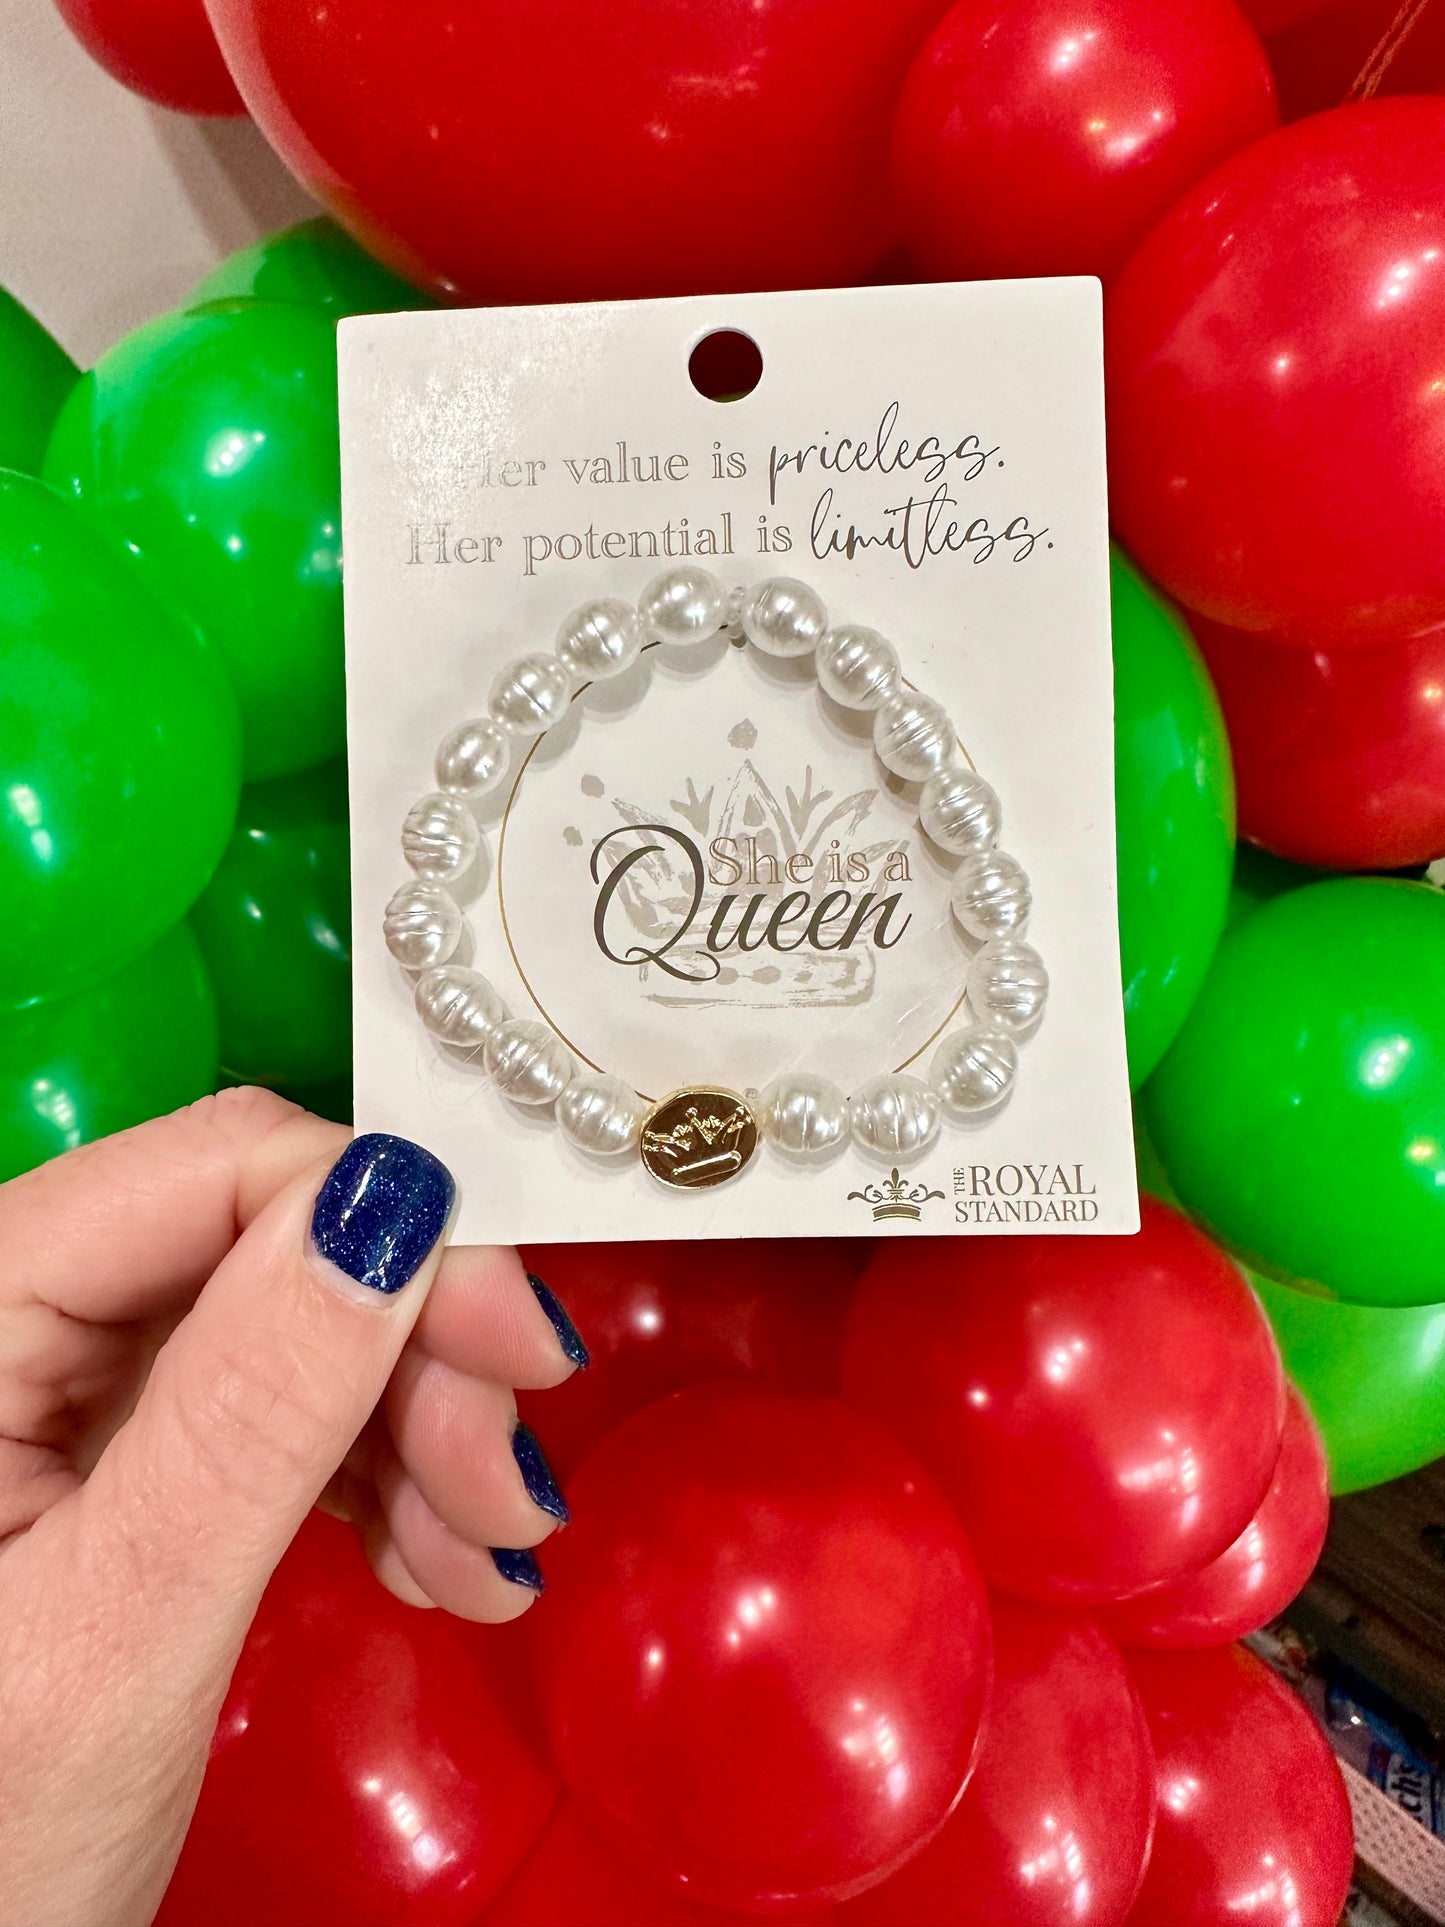 Her value is priceless.
Her potential is limitless.
She is a
Queen
THE ROYAL
STANDARD